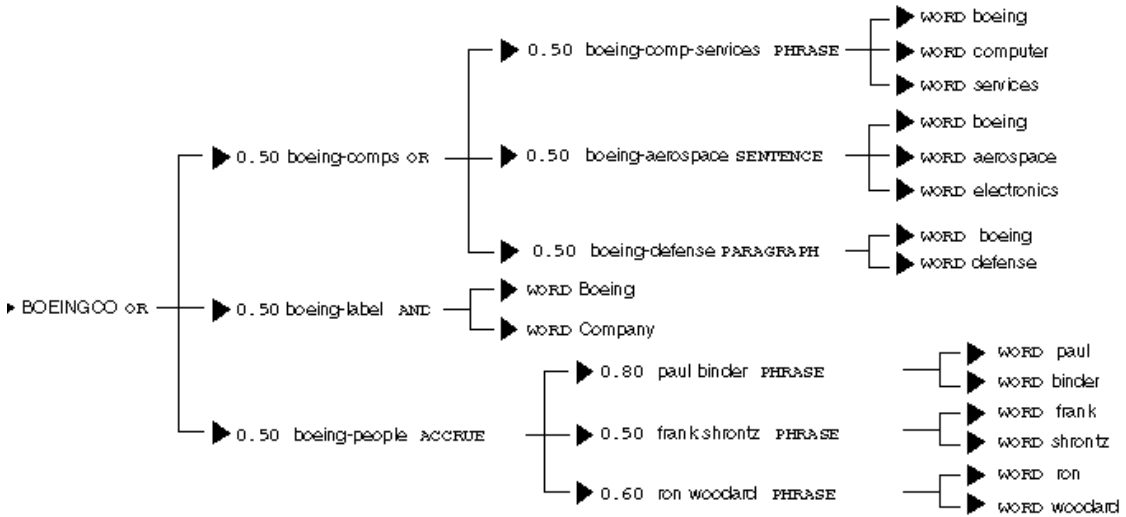 WORD boeing
0.50 boeing-comp-services PHRASE
WORD computer
WORD services
WORD boeing
0.50 boeing-comps OR
0.50 boeing-aerospace SENTENCE
WORD aerospace
WORD electronics
WORD boeing
0.50 boeing-defense PARAGRAPH
WORD defense
WORD Boeing
BOEINGCO OR
0.50 boeing-label AND
WORD Company
WORD paul
0.80 paul binder PHRASE
WORD binder
WORD frank
0.50 boeing-people ACCRUE
0.50 frank shrontz PHRASE
WORD shrontz
WORD ron
0.60 ron woodard PHRASE
WORD woodard